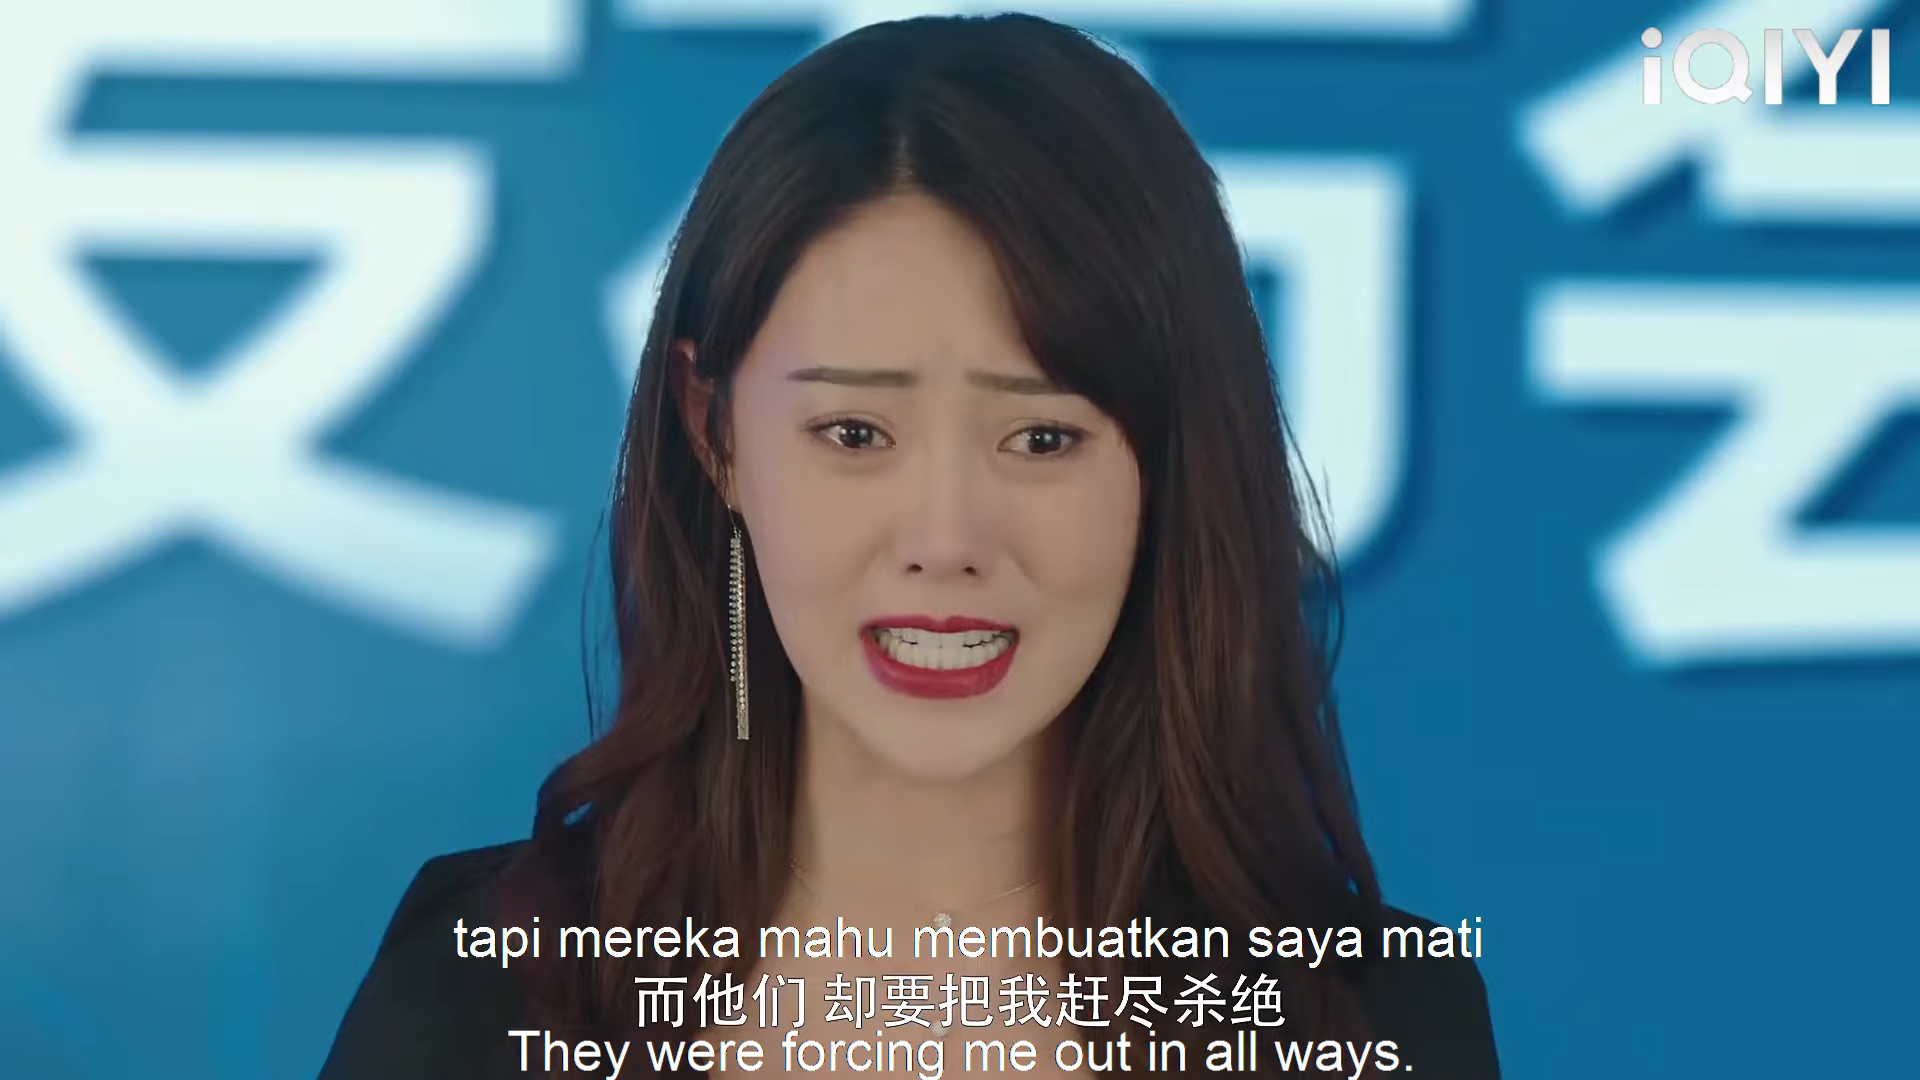 iQIYI
tapi mereka mahu membuatkan saya mati
而他们 却要把我赶尽杀绝
They were forcing me out in all ways.